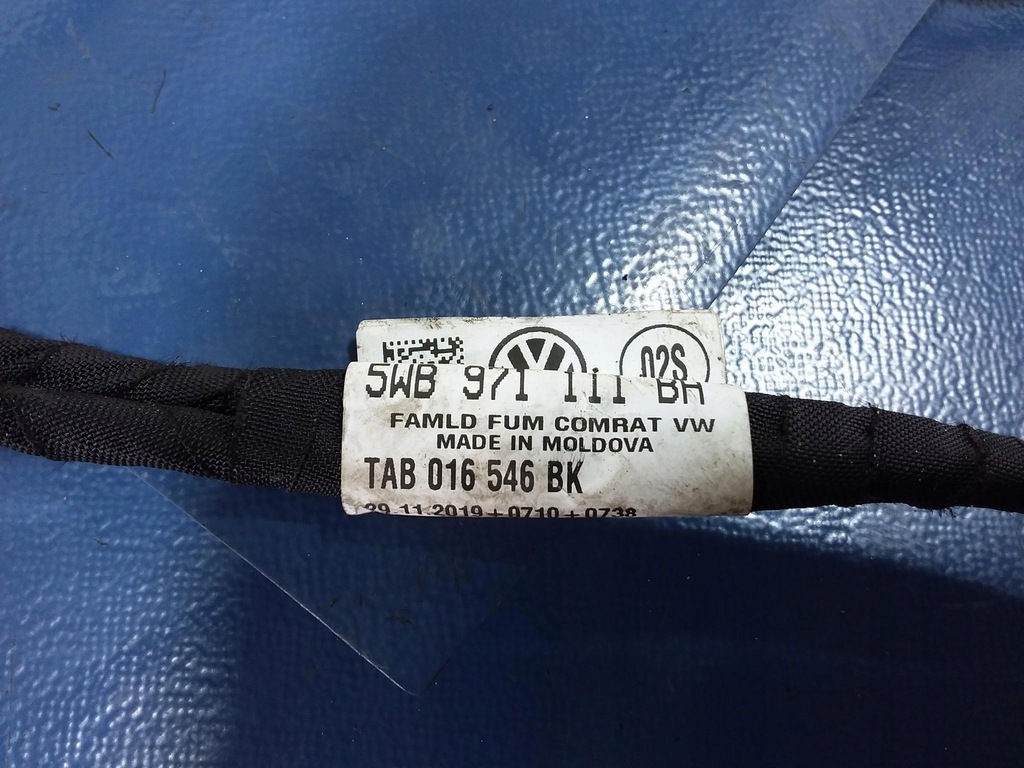 02S
5WB 971 111
FAMLD FUM COMRAT VW
MADE IN MOLDOVA
TAB 016 546 BK
29.11.2019+0710+0738